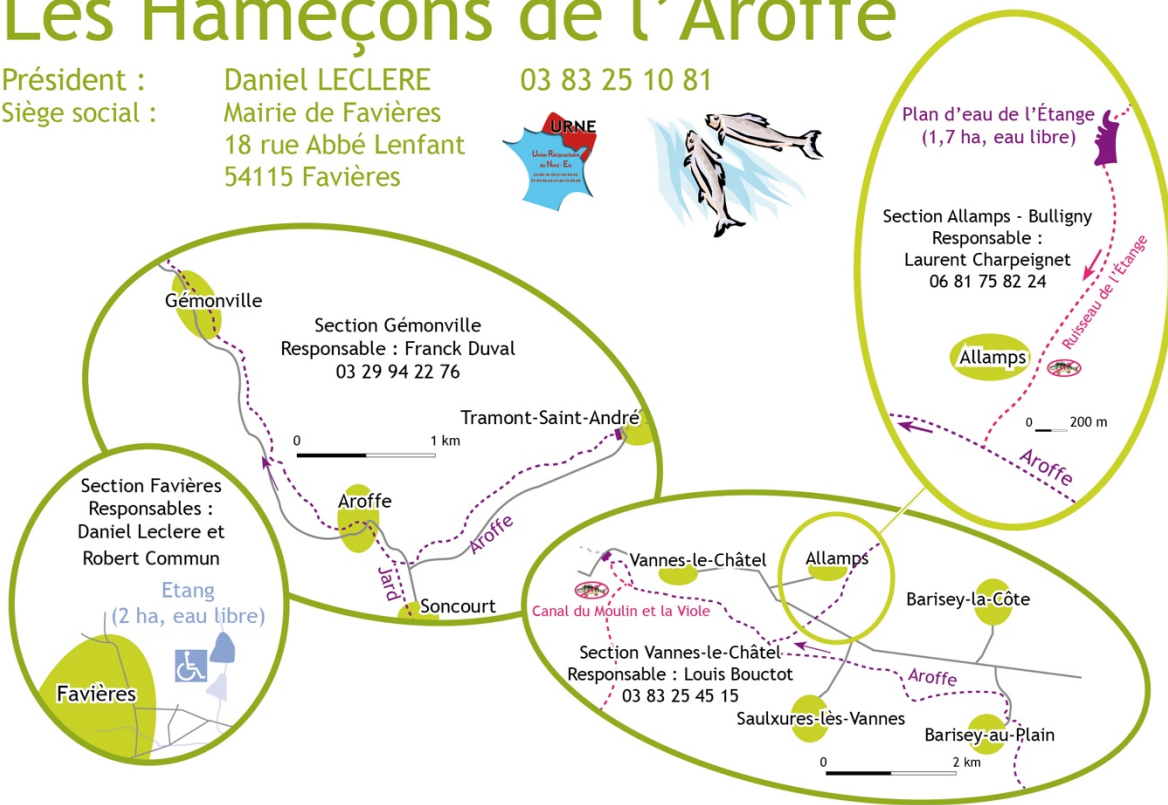 Les Hameçons de l'Aroffe
Président : Daniel LECLERE 03 83 25 10 81
Siège social : Mairie de Favières
18 rue Abbé Lenfant
54115 Favières
URNE
Union Réciprocitaire
du Nord Est
Plan d'eau de l'Étange
(1,7 ha, eau libre)
Section Allamps - Bulligny
Responsable :
Laurent Charpeignet
06 81 75 82 24
Ruisseau de l'Étange
Allamps
0 200 m
Aroffe
Gémonville
Section Gémonville
Responsable : Franck Duval
03 29 94 22 76
Tramont-Saint-André
0 1 km
Aroffe
Aroffe
Jard
Soncourt
Section Favières
Responsables :
Daniel Leclere et
Robert Commun
Etang
(2 ha, eau libre)
Favières
Vannes-le-Châtel
Allamps
Barisey-la-Côte
Canal du Moulin et la Viole
Section Vannes-le-Châtel
Responsable : Louis Bouctot
03 83 25 45 15
Aroffe
Saulxures-lès-Vannes
Barisey-au-Plain
0 2 km